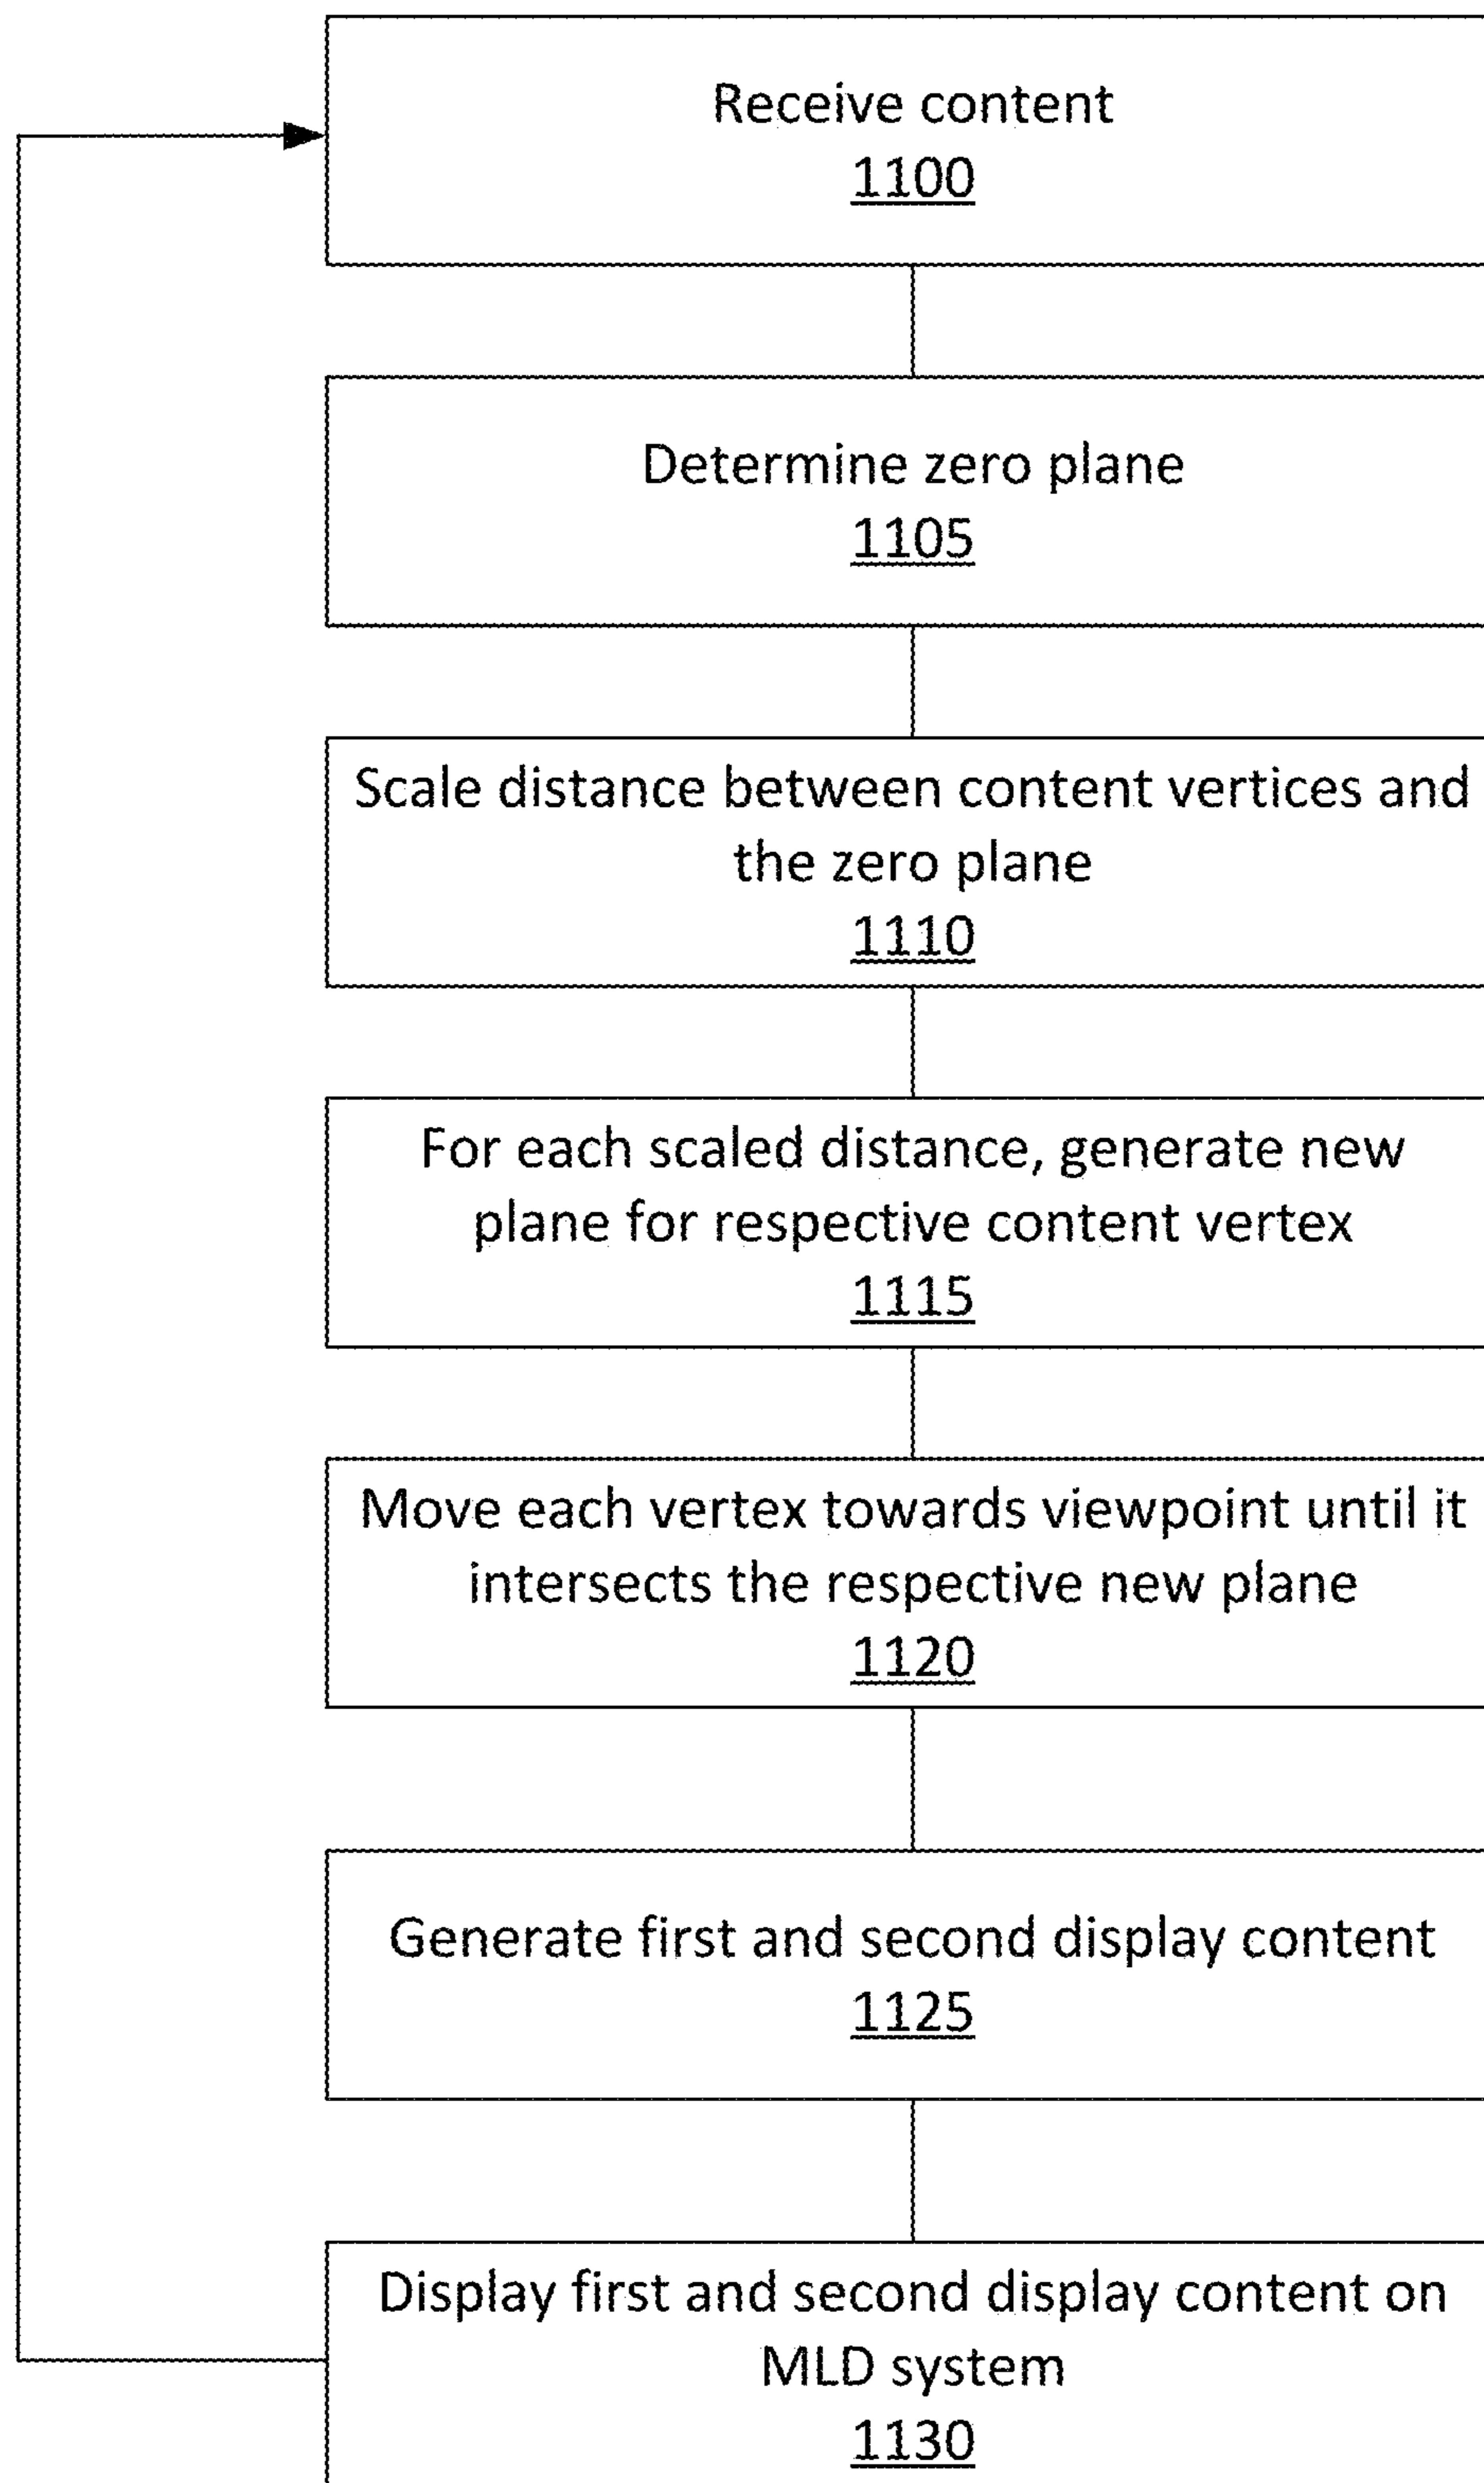 Receive content
1100
Determine zero plane
1105
Scale distance between content vertices and
the zero plane
1110
For each scaled distance, generate new
plane for respective content vertex
1115
Move each vertex towards viewpoint until it
intersects the respective new plane
1120
Generate first and second display content
1125
Display first and second display content on
MLD system
1130